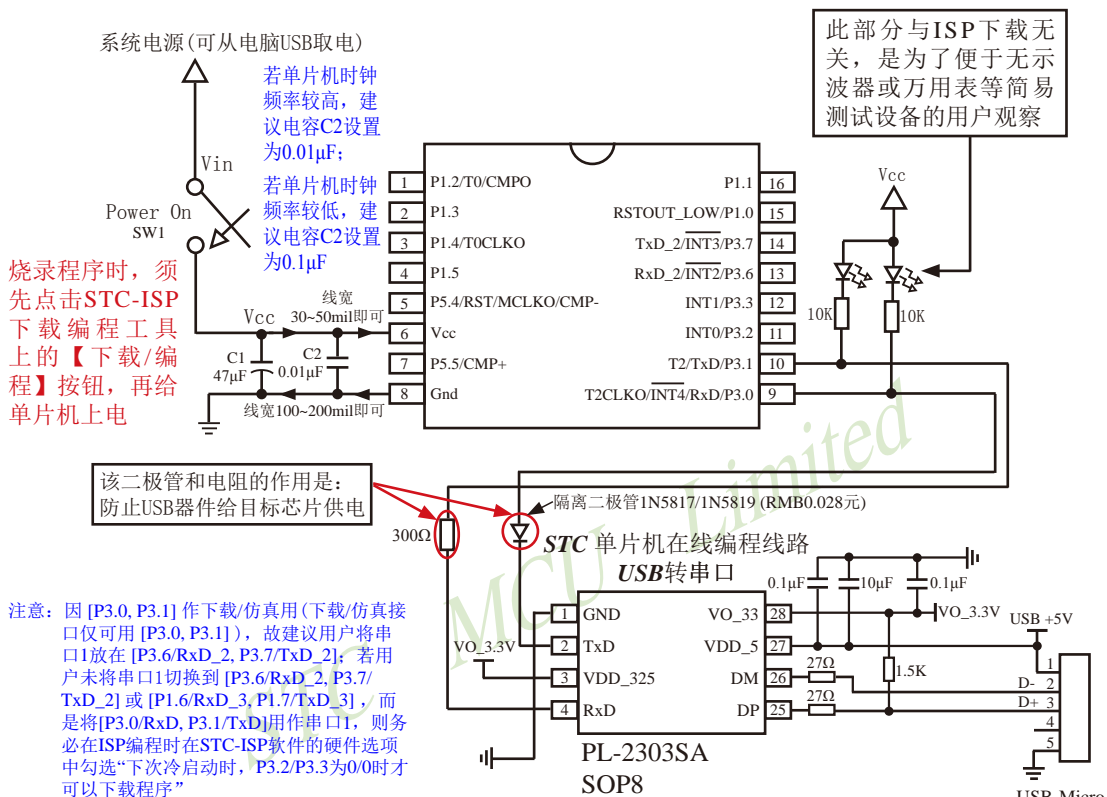 系统电源(可从电脑USB取电)
若单片机时钟
频率较高，建
议电容C2设置
为0.01μF；
若单片机时钟
频率较低，建
议电容C2设置
为0.1μF
Vin
Power On
SW1
烧录程序时，须
先点击STC-ISP
下载编程工具
上的【下载/编
程】按钮，再给
单片机上电
Vcc
线宽
30~50mil即可
C1
47μF
C2
0.01μF
线宽100~200mil即可
1 P1.2/T0/CMPO
2 P1.3
3 P1.4/T0CLKO
4 P1.5
5 P5.4/RST/MCLKO/CMP-
6 Vcc
7 P5.5/CMP+
8 Gnd
P1.1 16
RSTOUT_LOW/P1.0 15
TxD_2/INT3/P3.7 14
RxD_2/INT2/P3.6 13
INT1/P3.3 12
INT0/P3.2 11
T2/TxD/P3.1 10
T2CLKO/INT4/RxD/P3.0 9
此部分与ISP下载无
关，是为了便于无示
波器或万用表等简易
测试设备的用户观察
Vcc
10K
10K
该二极管和电阻的作用是：
防止USB器件给目标芯片供电
300Ω
隔离二极管1N5817/1N5819 (RMB0.028元)
STC 单片机在线编程线路
USB转串口
1 GND
2 TxD
3 VDD_325
4 RxD
VO_3.3V
VO_33 28
VDD_5 27
DM 26
DP 25
PL-2303SA
SOP8
0.1μF
10μF
0.1μF
VO_3.3V
USB +5V
27Ω
27Ω
1.5K
1
D- 2
D+ 3
4
5
USB-Micro
注意：因 [P3.0, P3.1] 作下载/仿真用(下载/仿真接
口仅可用 [P3.0, P3.1] )，故建议用户将串
口1放在 [P3.6/RxD_2, P3.7/TxD_2]；若用
户未将串口1切换到 [P3.6/RxD_2, P3.7/
TxD_2] 或 [P1.6/RxD_3, P1.7/TxD_3]，而
是将[P3.0/RxD, P3.1/TxD]用作串口1，则务
必在ISP编程时在STC-ISP软件的硬件选项
中勾选“下次冷启动时，P3.2/P3.3为0/0时才
可以下载程序”
STC MCU Limited